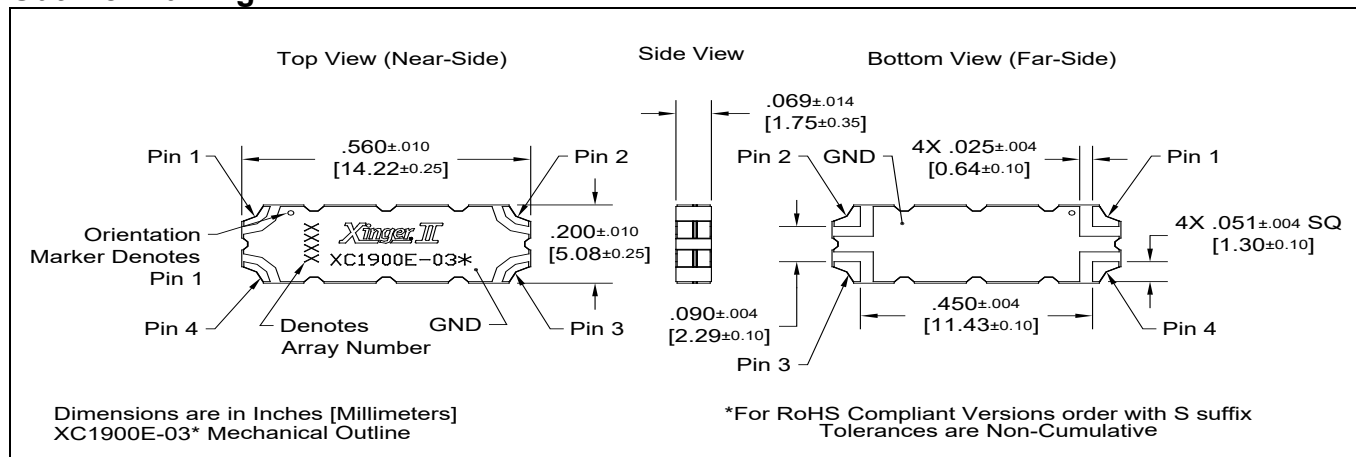 Top View (Near-Side)
Side View
Bottom View (Far-Side)
.560±.010
[14.22±0.25]
Pin 1
Pin 2
Orientation
Marker Denotes
Pin 1
XXXXX
Xinger II
XC1900E-03*
.200±.010
[5.08±0.25]
Pin 4
Denotes
Array Number
GND
Pin 3
.069±.014
[1.75±0.35]
Pin 2
GND
4X .025±.004
[0.64±0.10]
Pin 1
4X .051±.004 SQ
[1.30±0.10]
.090±.004
[2.29±0.10]
.450±.004
[11.43±0.10]
Pin 3
Pin 4
Dimensions are in Inches [Millimeters]
XC1900E-03* Mechanical Outline
*For RoHS Compliant Versions order with S suffix
Tolerances are Non-Cumulative